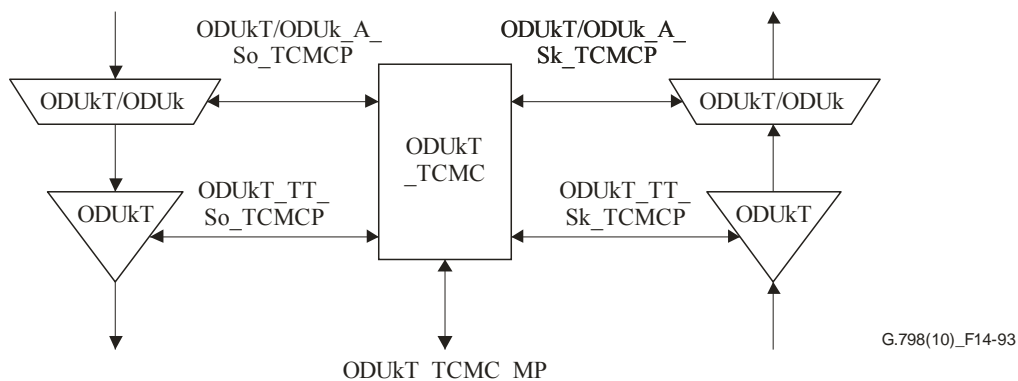 ODUkT/ODUk_A_
So_TCMCP
ODUkT/ODUk_A_
Sk_TCMCP
ODUkT/ODUk
ODUkT
_TCMC
ODUkT/ODUk
ODUkT
ODUkT_TT_
So_TCMCP
ODUkT_TT_
Sk_TCMCP
ODUkT
G.798(10)_F14-93
ODUkT_TCMC_MP